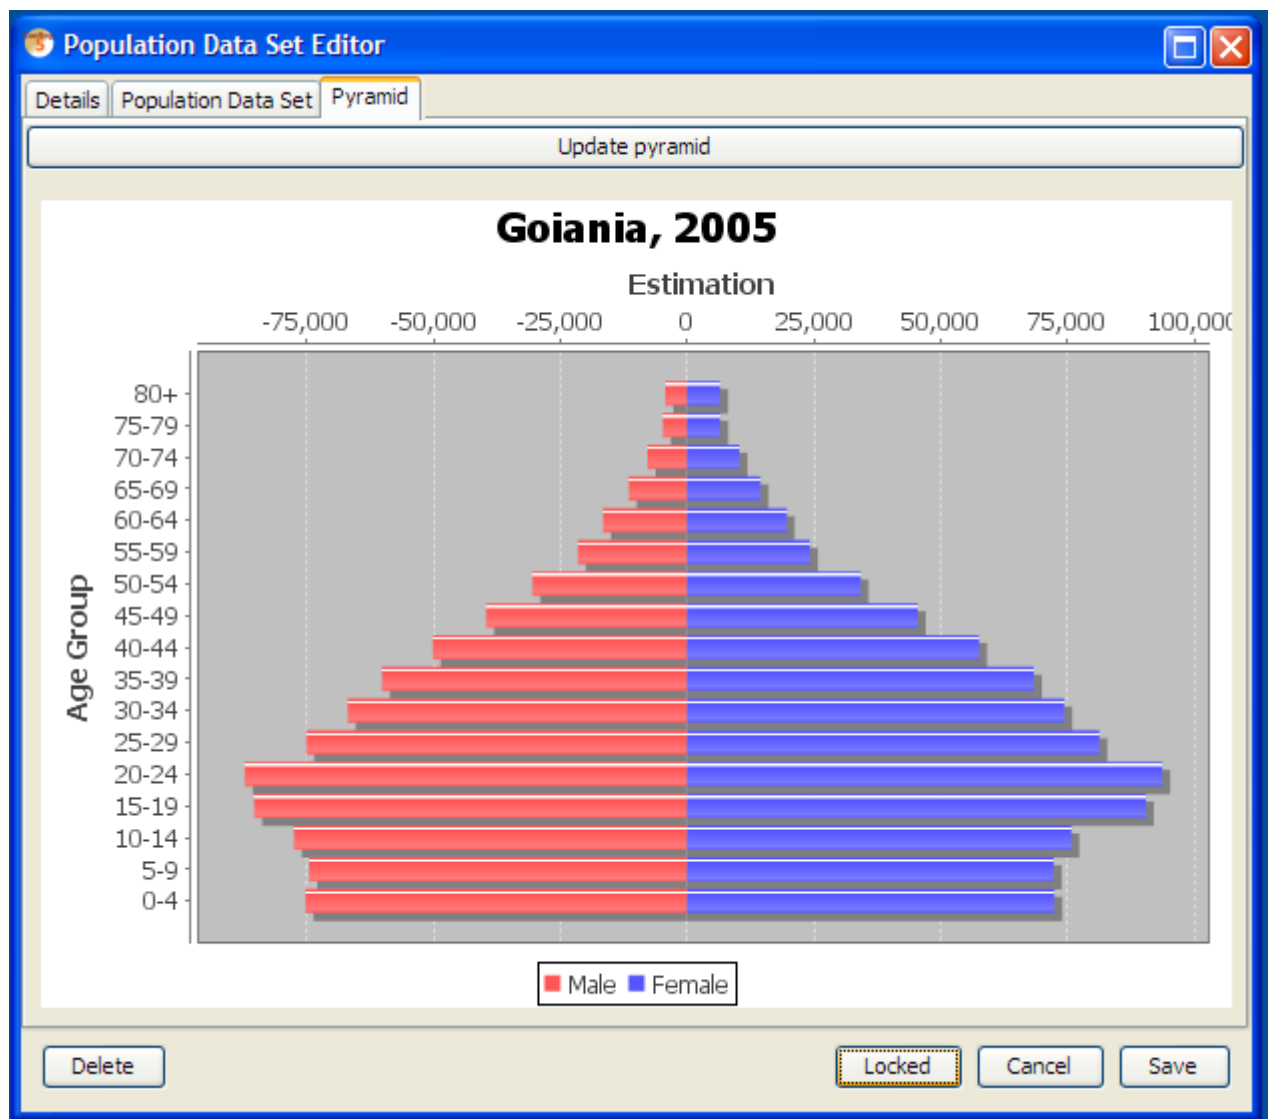 Population Data Set Editor
Details Population Data Set Pyramid
Update pyramid
Goiania, 2005
Estimation
-75,000 -50,000 -25,000 0 25,000 50,000 75,000 100,000
Age Group
80+
75-79
70-74
65-69
60-64
55-59
50-54
45-49
40-44
35-39
30-34
25-29
20-24
15-19
10-14
5-9
0-4
Male Female
Delete Locked Cancel Save